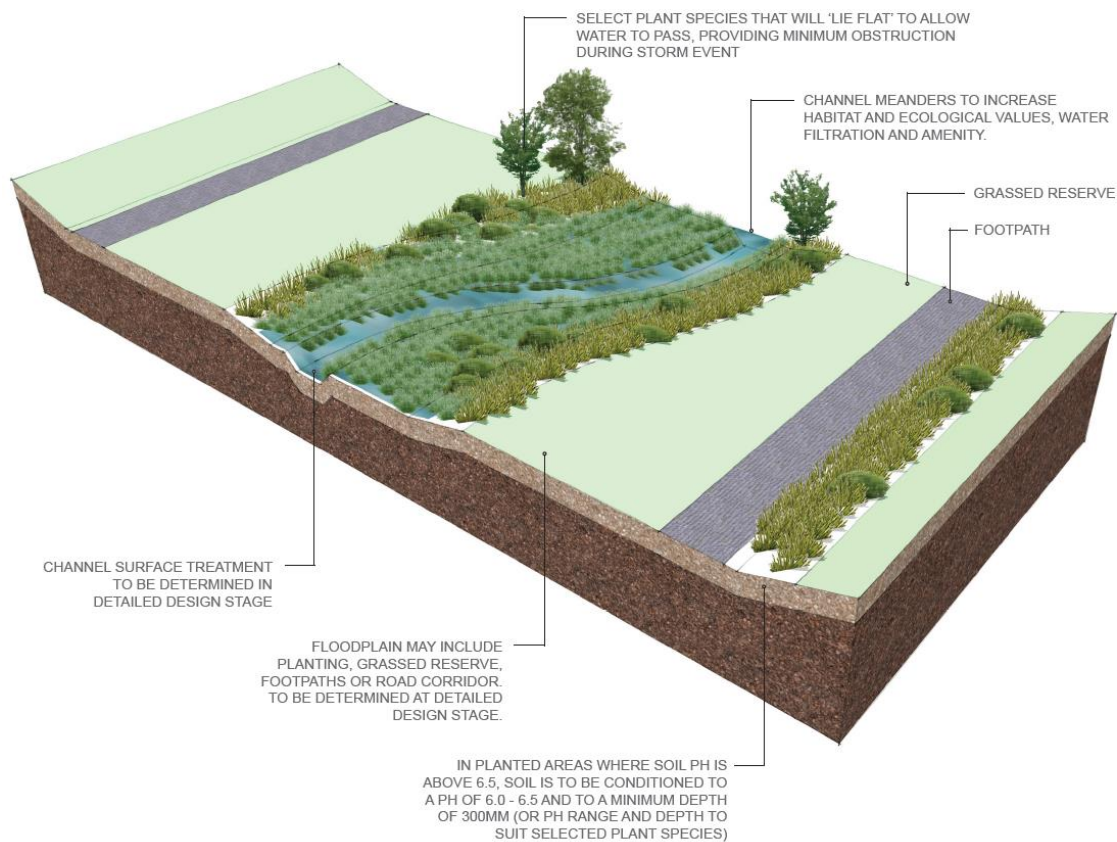 SELECT PLANT SPECIES THAT WILL 'LIE FLAT' TO ALLOW
WATER TO PASS, PROVIDING MINIMUM OBSTRUCTION
DURING STORM EVENT
CHANNEL MEANDERS TO INCREASE
HABITAT AND ECOLOGICAL VALUES, WATER
FILTRATION AND AMENITY.
GRASSED RESERVE
FOOTPATH
CHANNEL SURFACE TREATMENT
TO BE DETERMINED IN
DETAILED DESIGN STAGE
FLOODPLAIN MAY INCLUDE
PLANTING, GRASSED RESERVE,
FOOTPATHS OR ROAD CORRIDOR.
TO BE DETERMINED AT DETAILED
DESIGN STAGE.
IN PLANTED AREAS WHERE SOIL PH IS
ABOVE 6.5, SOIL IS TO BE CONDITIONED TO
A PH OF 6.0 - 6.5 AND TO A MINIMUM DEPTH
OF 300MM (OR PH RANGE AND DEPTH TO
SUIT SELECTED PLANT SPECIES)